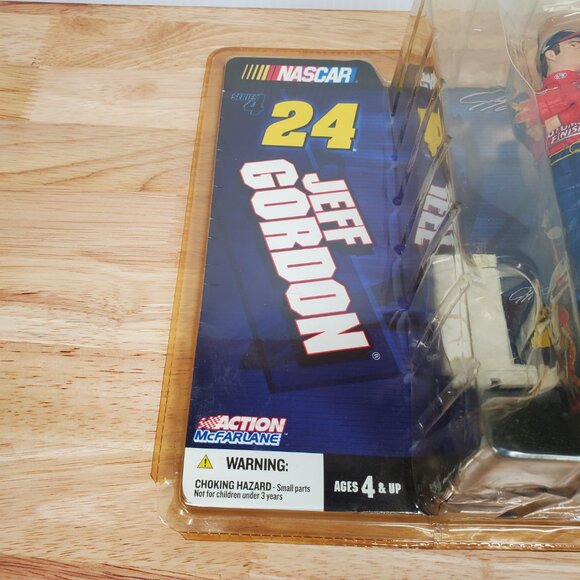 NASCAR
SERIES 4
24
JEFF
GORDON
®
ACTION
McFARLANE
WARNING:
CHOKING HAZARD - Small parts
Not for children under 3 years
AGES 4 & UP